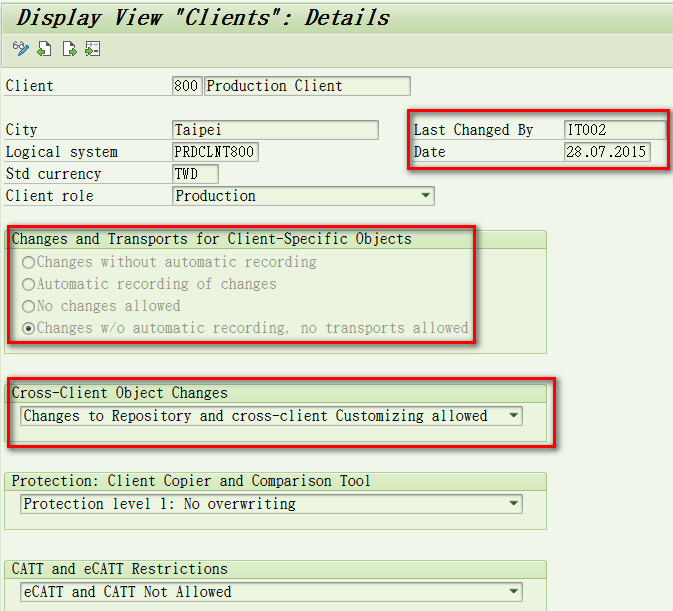 Display View "Clients": Details
Client 800 Production Client
City Taipei
Last Changed By IT002
Logical system PRDCLNT800
Date 28.07.2015
Std currency TWD
Client role Production
Changes and Transports for Client-Specific Objects
Changes without automatic recording
Automatic recording of changes
No changes allowed
Changes w/o automatic recording, no transports allowed
Cross-Client Object Changes
Changes to Repository and cross-client Customizing allowed
Protection: Client Copier and Comparison Tool
Protection level 1: No overwriting
CATT and eCATT Restrictions
eCATT and CATT Not Allowed